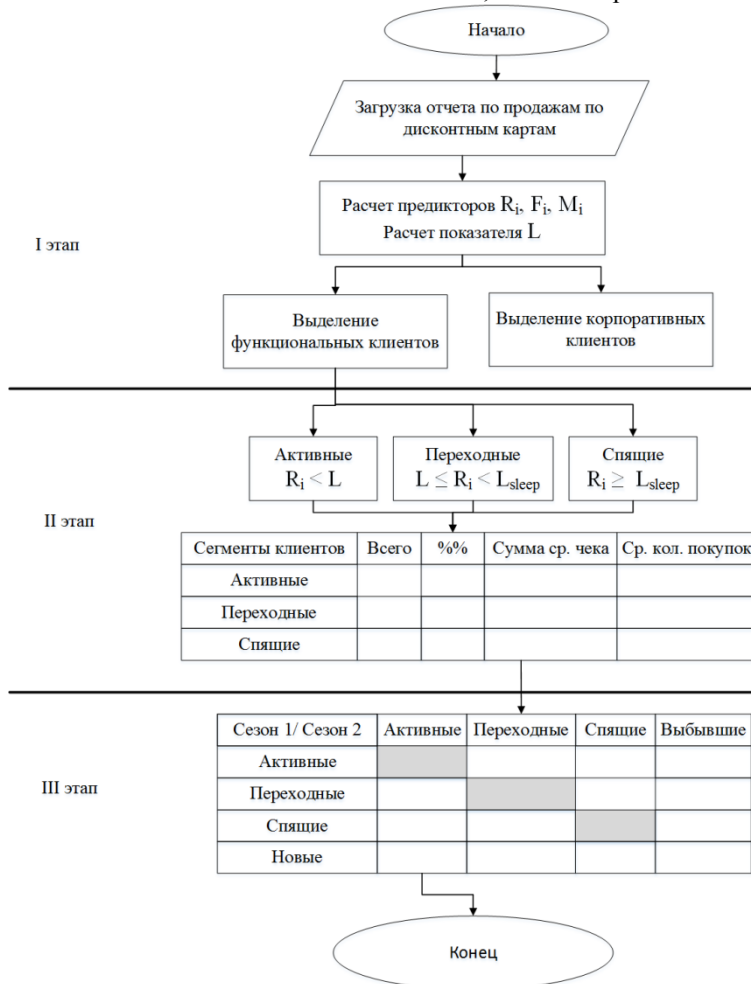 Начало
Загрузка отчета по продажам по
дисконтным картам
Расчет предикторов Rᵢ, Fᵢ, Mᵢ
Расчет показателя L
I этап
Выделение
функциональных клиентов
Выделение корпоративных
клиентов
Активные
Rᵢ < L
Переходные
L ≤ Rᵢ < Lsleep
Спящие
Rᵢ ≥ Lsleep
II этап
Сегменты клиентов Всего %% Сумма ср. чека Ср. кол. покупок
Активные
Переходные
Спящие
Сезон 1/ Сезон 2 Активные Переходные Спящие Выбывшие
Активные
III этап
Переходные
Спящие
Новые
Конец